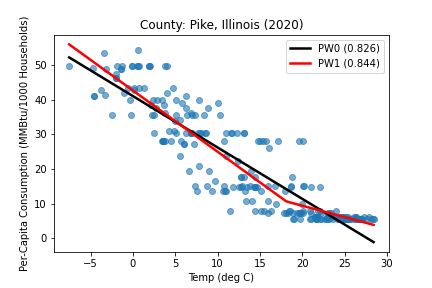 County: Pike, Illinois (2020)
PW0 (0.826)
PW1 (0.844)
Per-Capita Consumption (MMBtu/1000 Households)
50
40
30
20
10
0
−5 0 5 10 15 20 25 30
Temp (deg C)